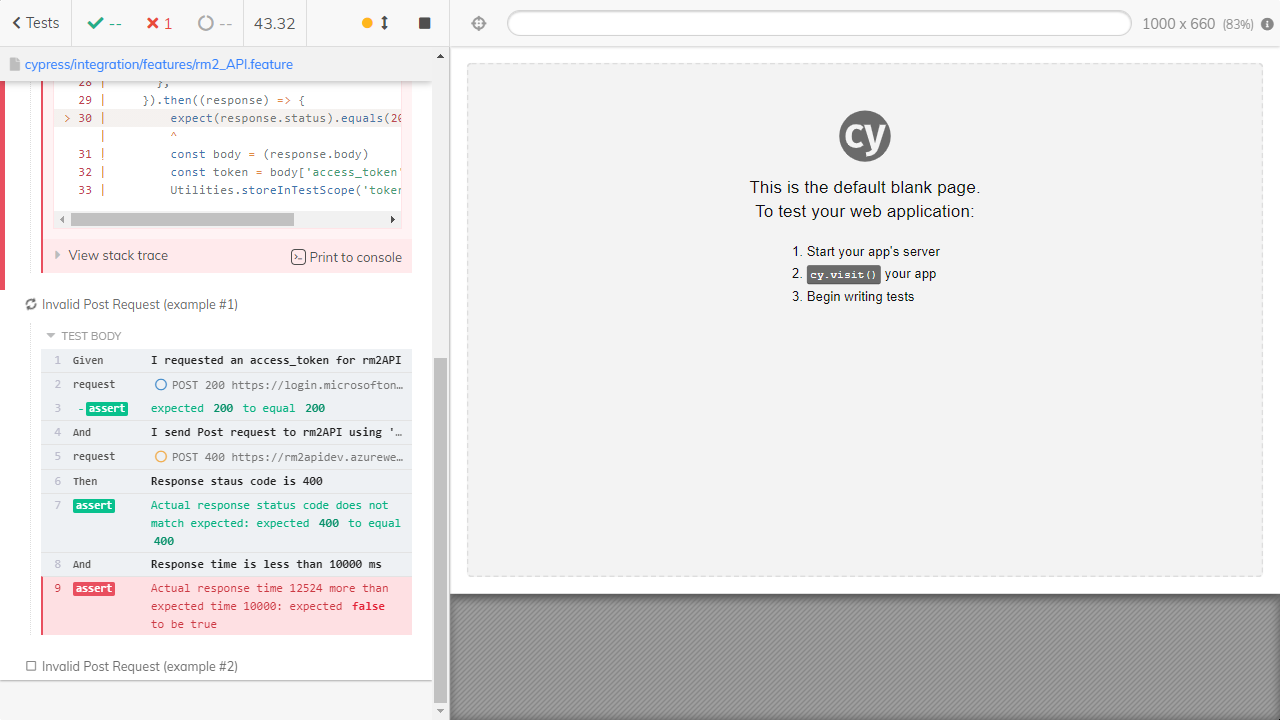 Tests
--
1
--
43.32
1000 x 660 (83%)
cypress/integration/features/rm2_API.feature
28 | },
29 | }).then((response) => {
> 30 | expect(response.status).equals(20
| ^
31 | const body = (response.body)
32 | const token = body['access_token'
33 | Utilities.storeInTestScope('token
View stack trace
Print to console
Invalid Post Request (example #1)
TEST BODY
1 Given I requested an access_token for rm2API
2 request POST 200 https://login.microsofton…
3 -assert expected 200 to equal 200
4 And I send Post request to rm2API using '…
5 request POST 400 https://rm2apidev.azurewe…
6 Then Response staus code is 400
7 assert Actual response status code does not
match expected: expected 400 to equal
400
8 And Response time is less than 10000 ms
9 assert Actual response time 12524 more than
expected time 10000: expected false
to be true
Invalid Post Request (example #2)
cy
This is the default blank page.
To test your web application:
1. Start your app's server
2. cy.visit() your app
3. Begin writing tests